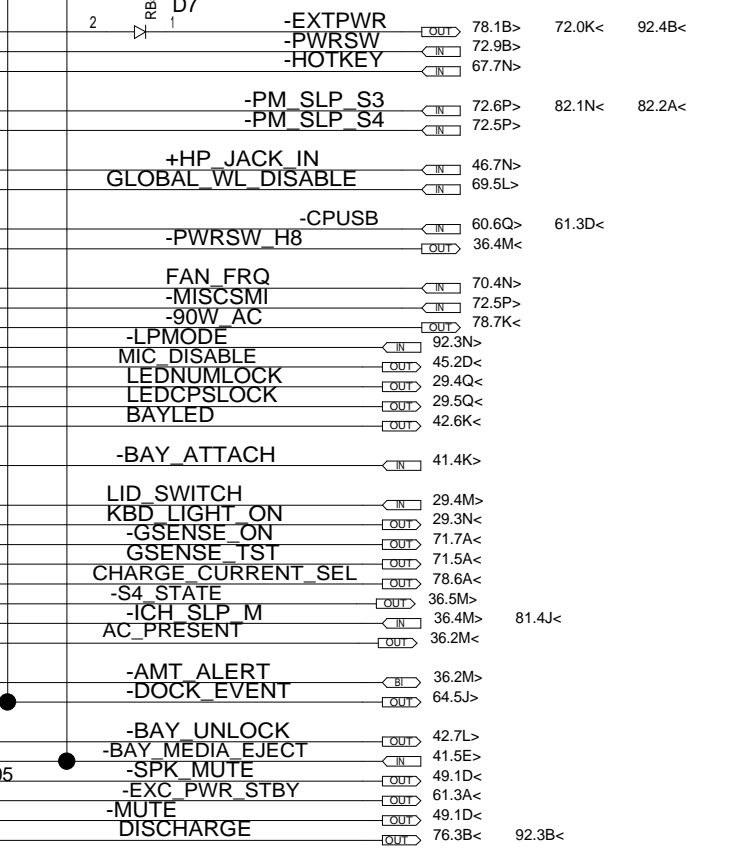 RB D7
2 1 -EXTPWR OUT 78.1B> 72.0K< 92.4B<
-PWRSW IN 72.9B>
-HOTKEY IN 67.7N>
-PM_SLP_S3 IN 72.6P> 82.1N< 82.2A<
-PM_SLP_S4 IN 72.5P>
+HP_JACK_IN IN 46.7N>
GLOBAL_WL_DISABLE IN 69.5L>
-CPUSB IN 60.6Q> 61.3D<
-PWRSW_H8 OUT 36.4M<
FAN_FRQ IN 70.4N>
-MISCSMI IN 72.5P>
-90W_AC OUT 78.7K<
-LPMODE IN 92.3N>
MIC_DISABLE OUT 45.2D<
LEDNUMLOCK OUT 29.4Q<
LEDCPSLOCK OUT 29.5Q<
BAYLED OUT 42.6K<
-BAY_ATTACH IN 41.4K>
LID_SWITCH IN 29.4M>
KBD_LIGHT_ON OUT 29.3N<
-GSENSE_ON OUT 71.7A<
GSENSE_TST OUT 71.5A<
CHARGE_CURRENT_SEL OUT 78.6A<
-S4_STATE OUT 36.5M>
-ICH_SLP_M IN 36.4M> 81.4J<
AC_PRESENT OUT 36.2M<
-AMT_ALERT BI 36.2M>
-DOCK_EVENT OUT 64.5J>
-BAY_UNLOCK OUT 42.7L>
-BAY_MEDIA_EJECT IN 41.5E>
05 -SPK_MUTE OUT 49.1D<
-EXC_PWR_STBY OUT 61.3A<
-MUTE OUT 49.1D<
DISCHARGE OUT 76.3B< 92.3B<